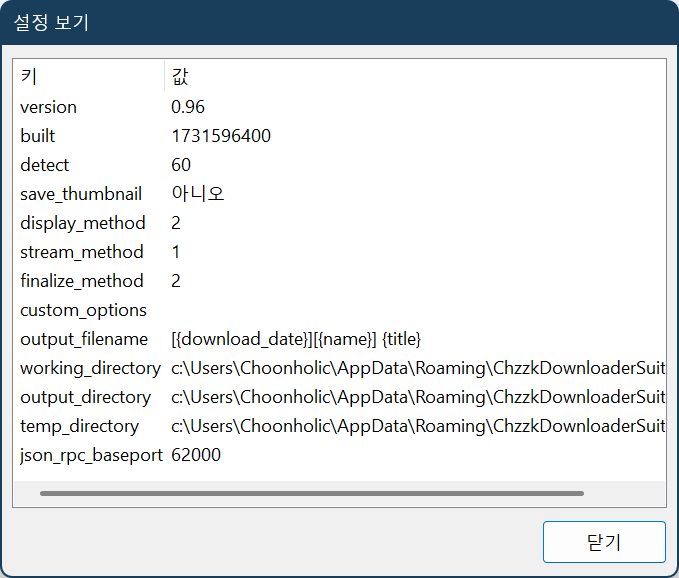 설정 보기
키 값
version 0.96
built 1731596400
detect 60
save_thumbnail 아니오
display_method 2
stream_method 1
finalize_method 2
custom_options
output_filename [{download_date}][{name}] {title}
working_directory c:\Users\Choonholic\AppData\Roaming\ChzzkDownloaderSuit
output_directory c:\Users\Choonholic\AppData\Roaming\ChzzkDownloaderSuit
temp_directory c:\Users\Choonholic\AppData\Roaming\ChzzkDownloaderSuit
json_rpc_baseport 62000
닫기